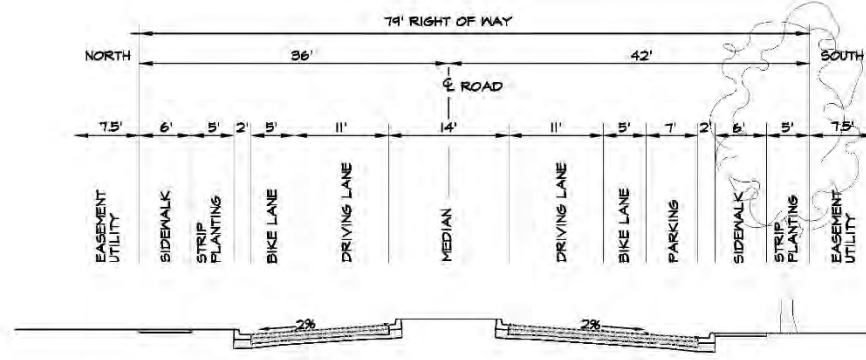 79' RIGHT OF WAY
NORTH
36'
42'
SOUTH
℄ ROAD
7.5'
6'
5'
2'
5'
11'
14'
11'
5'
7'
2'
6'
5'
7.5'
EASEMENT
UTILITY
SIDEWALK
STRIP
PLANTING
BIKE LANE
DRIVING LANE
MEDIAN
DRIVING LANE
BIKE LANE
PARKING
SIDEWALK
STRIP
PLANTING
EASEMENT
UTILITY
2%
2%